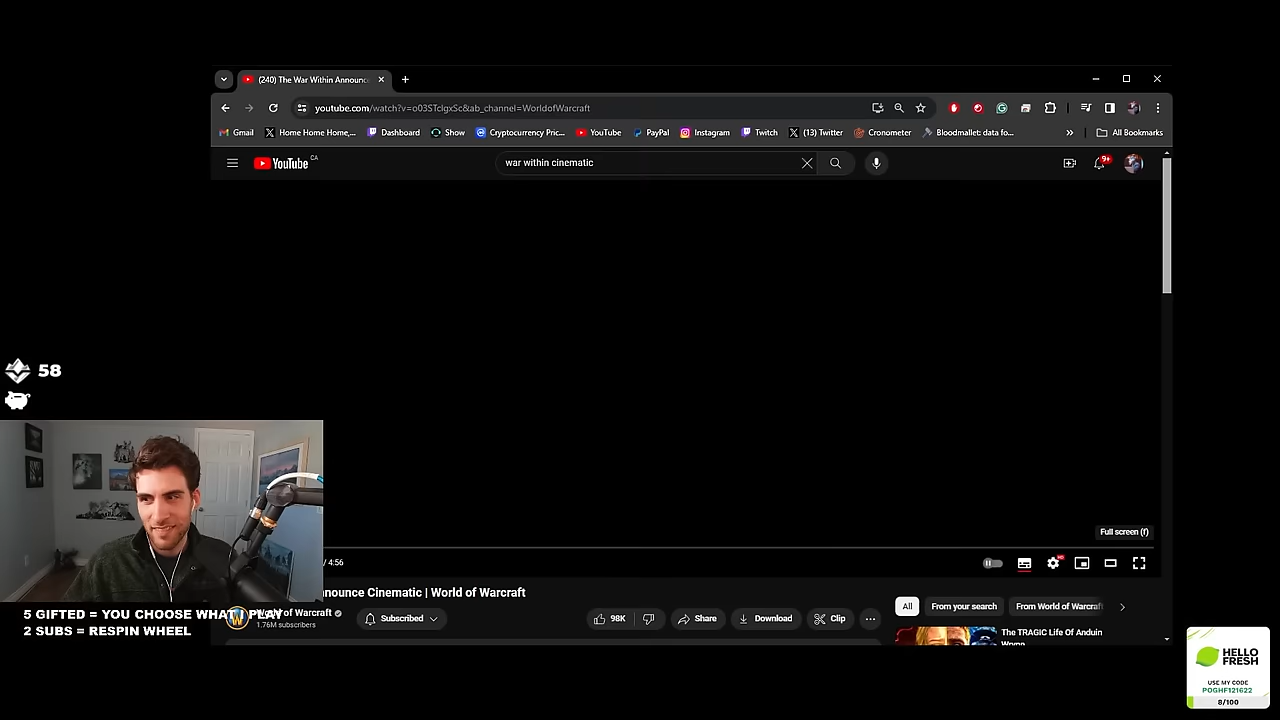 (240) The War Within Announc
youtube.com/watch?v=o03STclgxSc&ab_channel=WorldofWarcraft
Gmail Home Home Home,... Dashboard Show Cryptocurrency Pric... YouTube PayPal Instagram Twitch (13) Twitter Cronometer Bloodmallet: data fo... » All Bookmarks
YouTube CA war within cinematic 9+
58
Full screen (f)
/ 4:56 HD
nounce Cinematic | World of Warcraft
All From your search From World of Warcraft
World of Warcraft
1.76M subscribers
Subscribed 98K Share Download Clip ...
5 GIFTED = YOU CHOOSE WHAT I PLAY
2 SUBS = RESPIN WHEEL
The TRAGIC Life Of Anduin
HELLO
FRESH
USE MY CODE
POGHF121622
8/100